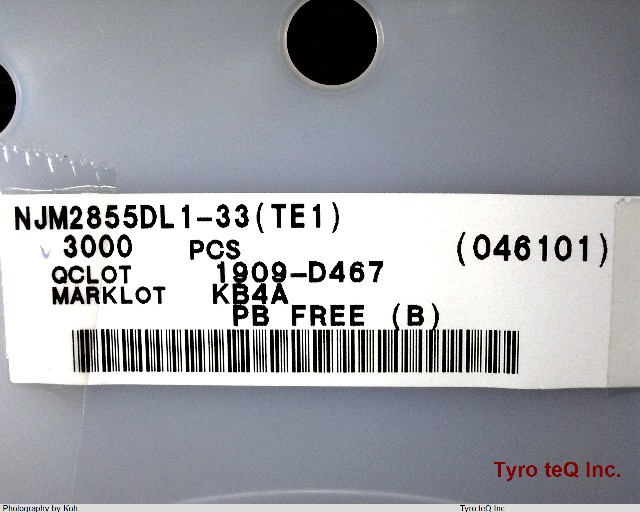 NJM2855DL1-33(TE1)
3000 PCS (046101)
QCLOT 1909-D467
MARKLOT KB4A
PB FREE (B)
Tyro teQ Inc.
Photography by Koh Tyro teQ Inc